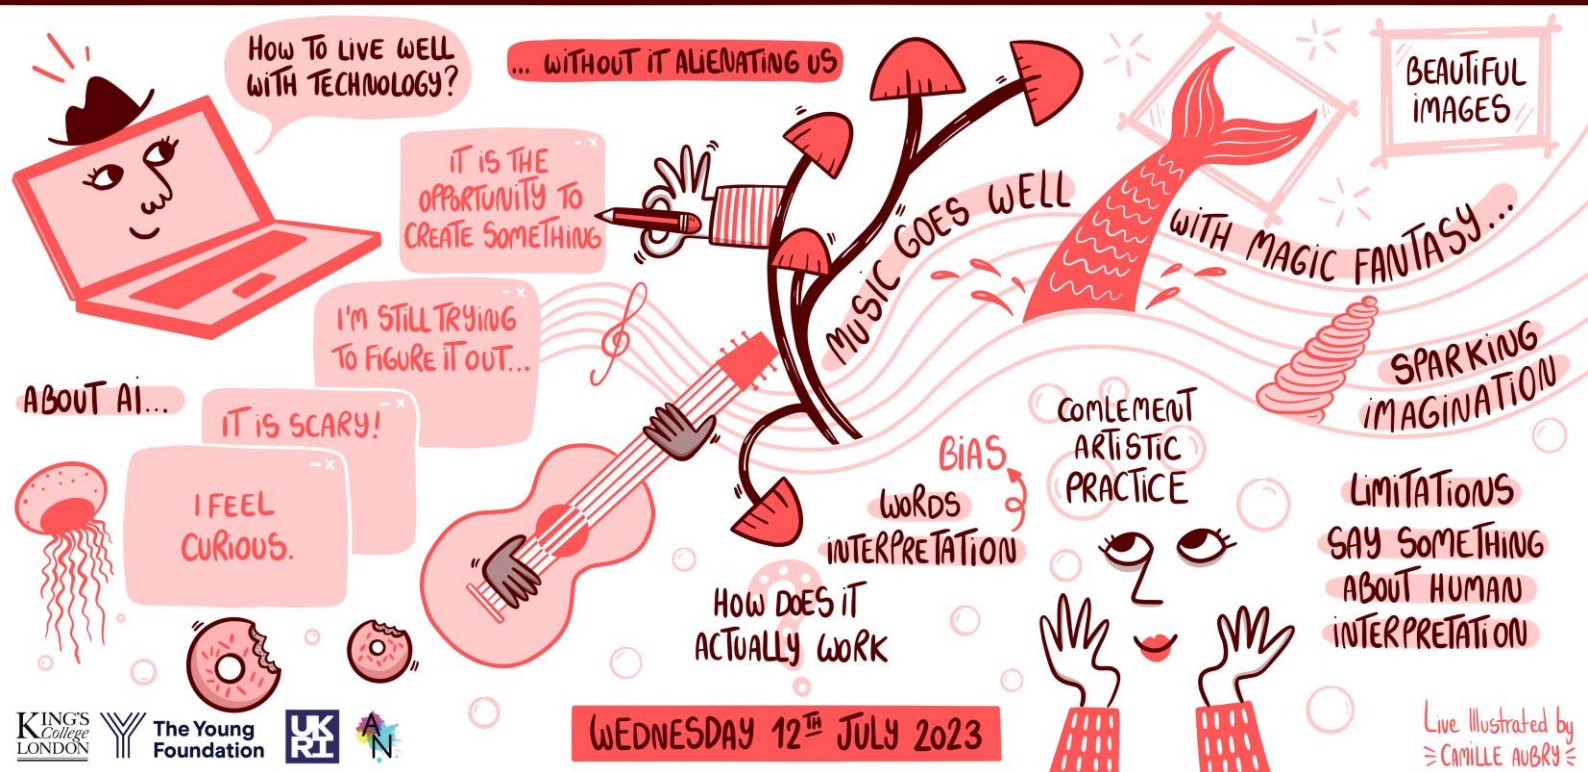 HOW TO LIVE WELL
WITH TECHNOLOGY?
... WITHOUT IT ALIENATING US
IT IS THE
OPPORTUNITY TO
CREATE SOMETHING
I'M STILL TRYING
TO FIGURE IT OUT...
ABOUT AI...
IT IS SCARY!
I FEEL
CURIOUS.
MUSIC GOES WELL
WITH MAGIC FANTASY...
BEAUTIFUL
IMAGES
SPARKING
IMAGINATION
COMLEMENT
ARTISTIC
PRACTICE
BIAS
WORDS
INTERPRETATION
HOW DOES IT
ACTUALLY WORK
?
LIMITATIONS
SAY SOMETHING
ABOUT HUMAN
INTERPRETATION
KING'S
College
LONDON
The Young
Foundation
UK
RI
A
N
WEDNESDAY 12TH JULY 2023
Live Illustrated by
CAMILLE AUBRY